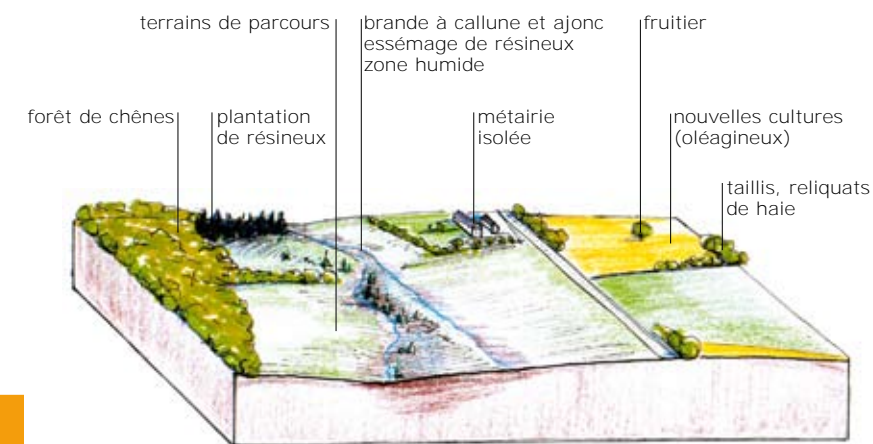 terrains de parcours
brande à callune et ajonc
essémage de résineux
zone humide
fruitier
forêt de chênes
plantation
de résineux
métairie
isolée
nouvelles cultures
(oléagineux)
taillis, reliquats
de haie